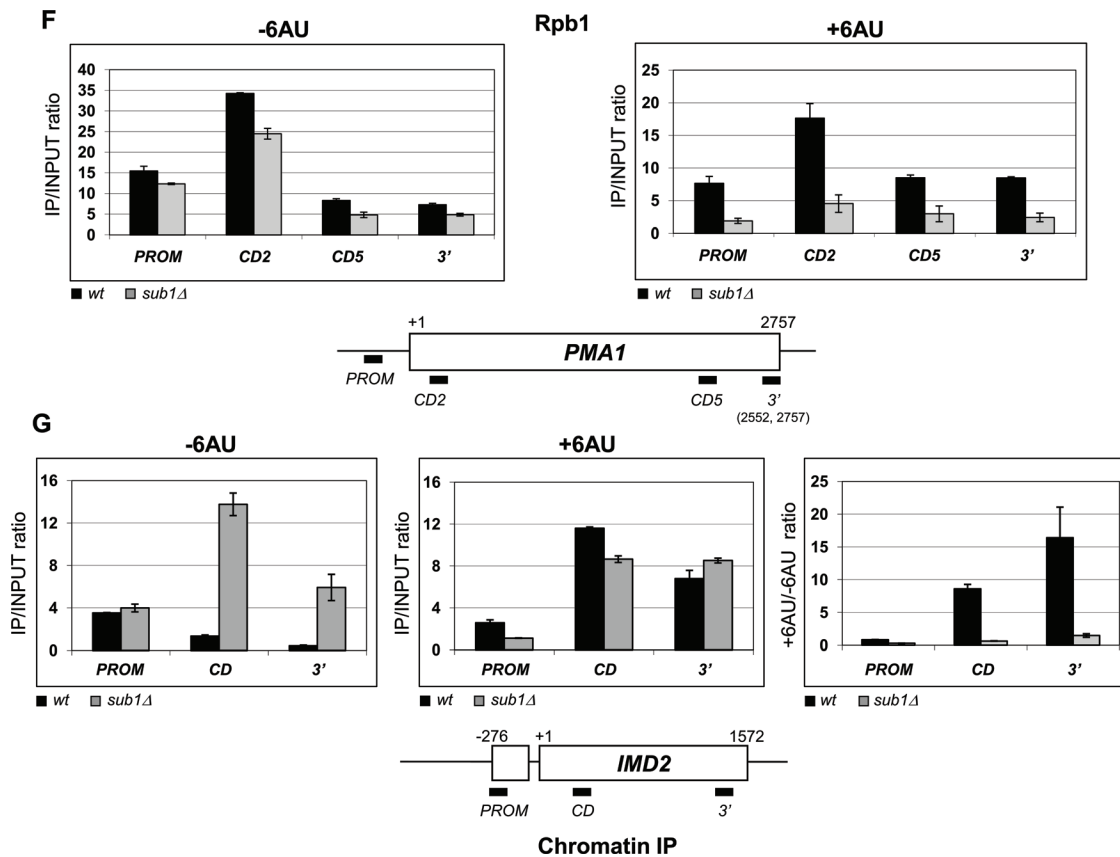 F
Rpb1
-6AU
IP/INPUT ratio
40
35
30
25
20
15
10
5
0
PROM CD2 CD5 3’
wt sub1Δ
+6AU
IP/INPUT ratio
25
20
15
10
5
0
PROM CD2 CD5 3’
wt sub1Δ
+1 2757
PMA1
PROM
CD2 CD5 3’
(2552, 2757)
G
-6AU
IP/INPUT ratio
16
12
8
4
0
PROM CD 3’
wt sub1Δ
+6AU
IP/INPUT ratio
16
12
8
4
0
PROM CD 3’
wt sub1Δ
+6AU/-6AU ratio
25
20
15
10
5
0
PROM CD 3’
wt sub1Δ
-276 +1 1572
IMD2
PROM CD 3’
Chromatin IP